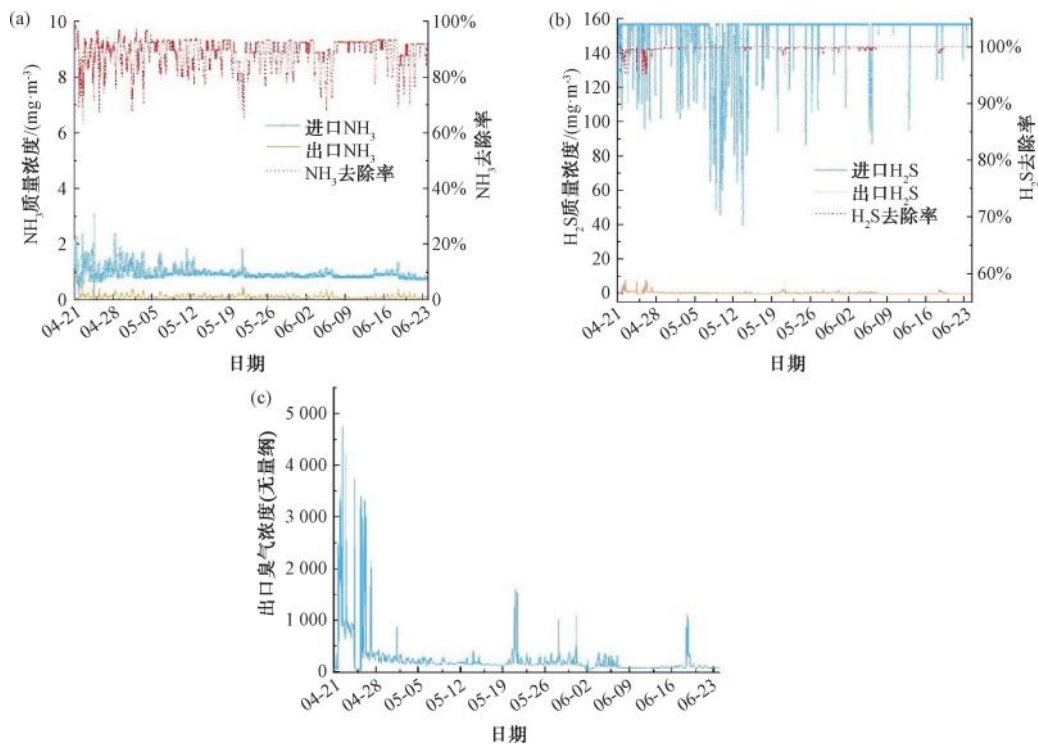 (a)
10
8
6
4
2
0
NH₃质量浓度/(mg·m⁻³)
100%
80%
60%
40%
20%
0
NH₃去除率
进口NH₃
出口NH₃
NH₃去除率
04-21 04-28 05-05 05-12 05-19 05-26 06-02 06-09 06-16 06-23
日期
(b)
160
140
120
100
80
60
40
20
0
H₂S质量浓度/(mg·m⁻³)
100%
90%
80%
70%
60%
H₂S去除率
进口H₂S
出口H₂S
H₂S去除率
04-21 04-28 05-05 05-12 05-19 05-26 06-02 06-09 06-16 06-23
日期
(c)
5 000
4 000
3 000
2 000
1 000
0
出口臭气浓度(无量纲)
04-21 04-28 05-05 05-12 05-19 05-26 06-02 06-09 06-16 06-23
日期